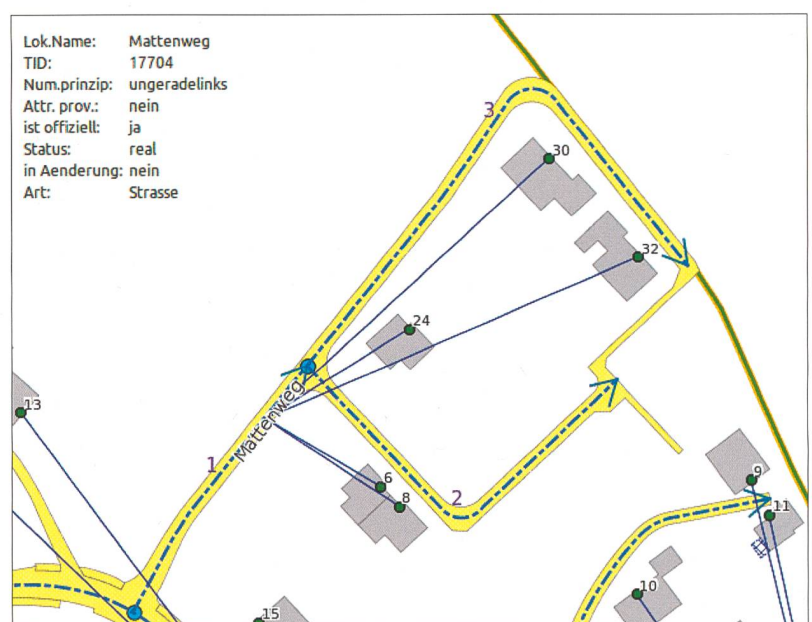 Lok.Name: Mattenweg
TID: 17704
Num.prinzip: ungeradelinks
Attr. prov.: nein
ist offiziell: ja
Status: real
in Aenderung: nein
Art: Strasse
3
30
32
24
13
Mattenweg
1
6
8
2
9
11
10
15